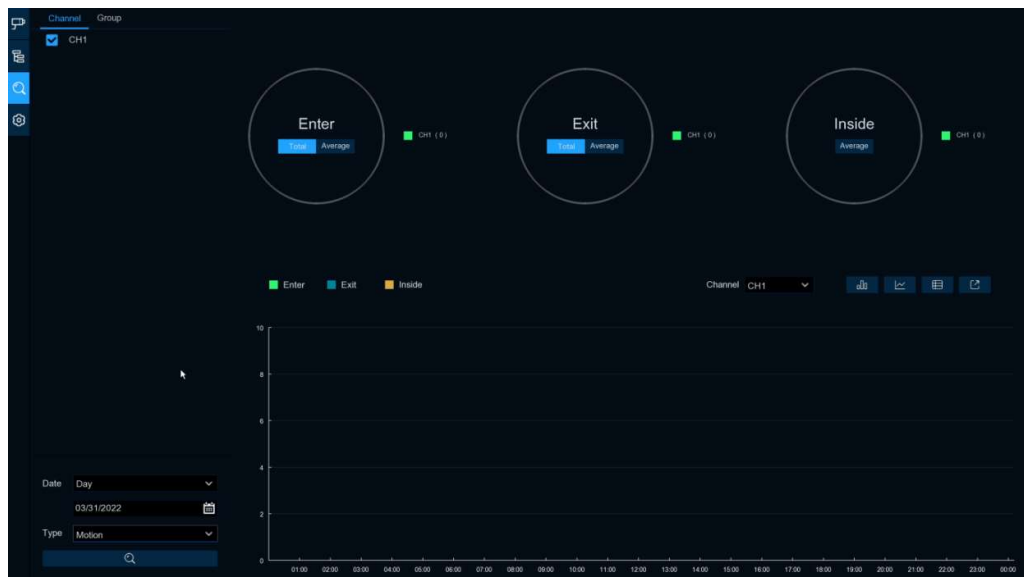 Channel Group
CH1
Enter
Total Average
CH1 ( 0 )
Exit
Total Average
CH1 ( 0 )
Inside
Average
CH1 ( 0 )
Enter Exit Inside
Channel CH1
10
8
6
4
2
0
01:00 02:00 03:00 04:00 05:00 06:00 07:00 08:00 09:00 10:00 11:00 12:00 13:00 14:00 15:00 16:00 17:00 18:00 19:00 20:00 21:00 22:00 23:00 00:00
Date Day
03/31/2022
Type Motion